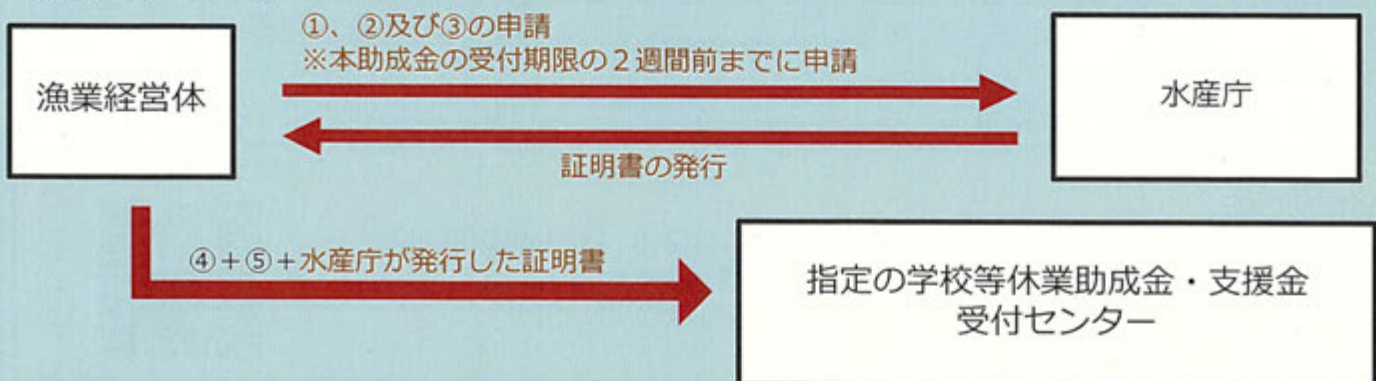 ①、②及び③の申請
※本助成金の受付期限の２週間前までに申請
漁業経営体
水産庁
証明書の発行
④＋⑤＋水産庁が発行した証明書
指定の学校等休業助成金・支援金
受付センター